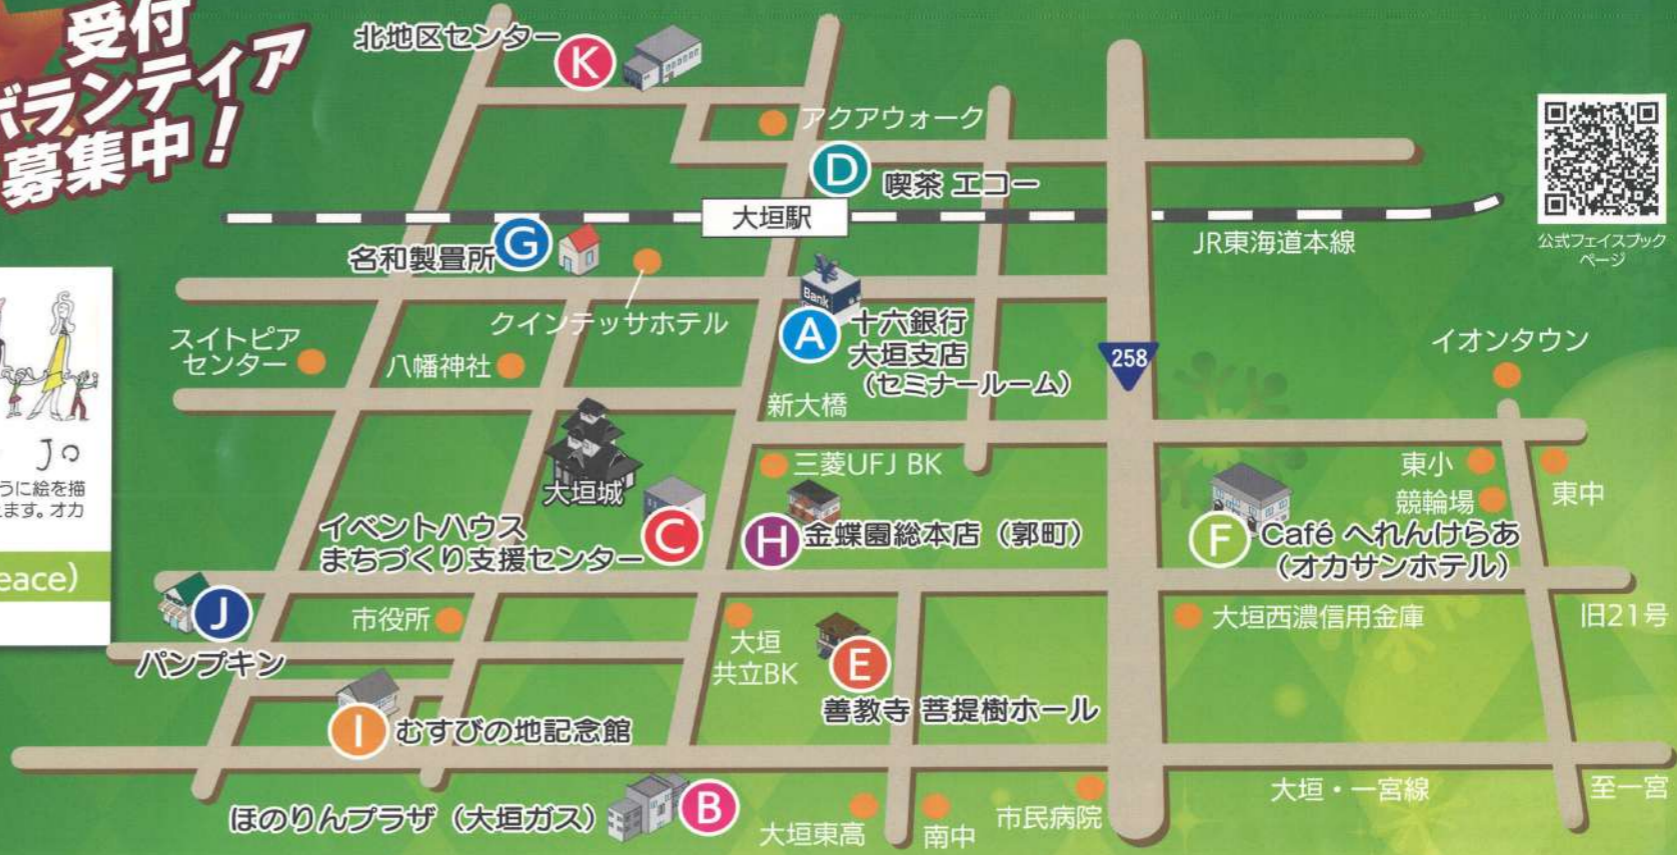 受付
ボランティア
募集中！
北地区センター
K
アクアウォーク
D
喫茶 エコー
大垣駅
JR東海道本線
公式フェイスブック
ページ
名和製畳所
G
クインテッサホテル
Bank
A
十六銀行
大垣支店
（セミナールーム）
258
イオンタウン
スイトピア
センター
八幡神社
新大橋
三菱UFJ BK
大垣城
東小
競輪場
東中
Jo
うに絵を描
ます。オカ
eace)
イベントハウス
まちづくり支援センター
C
H
金蝶園総本店（郭町）
F
Café へれんけらあ
（オカサンホテル）
J
パンプキン
市役所
大垣
共立BK
E
善教寺 菩提樹ホール
大垣西濃信用金庫
旧21号
I
むすびの地記念館
ほのりんプラザ（大垣ガス）
B
大垣東高
南中
市民病院
大垣・一宮線
至一宮